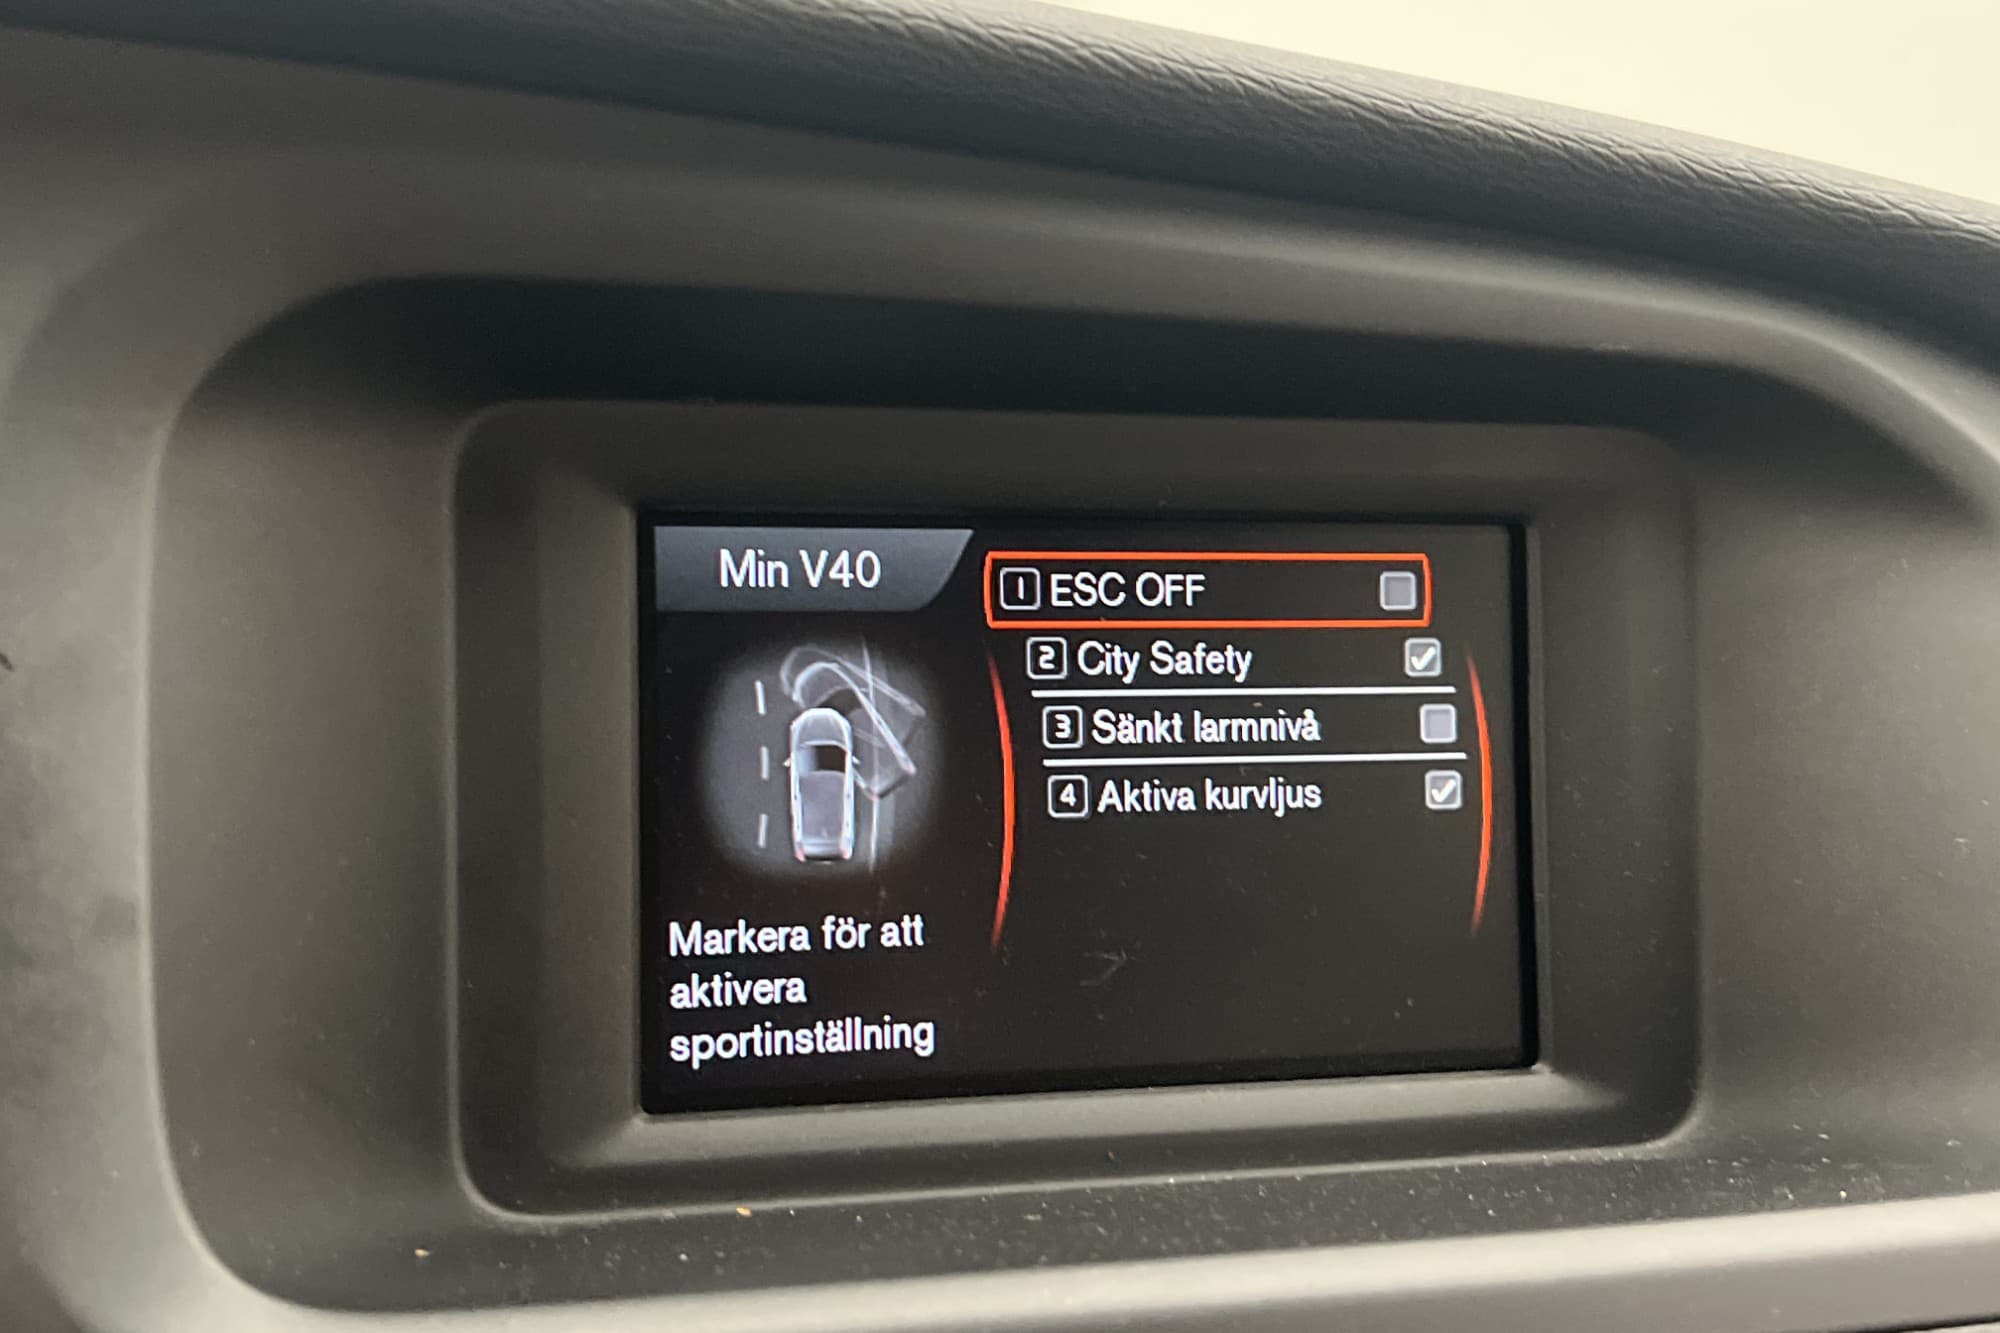 Min V40
1 ESC OFF
2 City Safety
3 Sänkt larmnivå
4 Aktiva kurvljus
Markera för att
aktivera
sportinställning